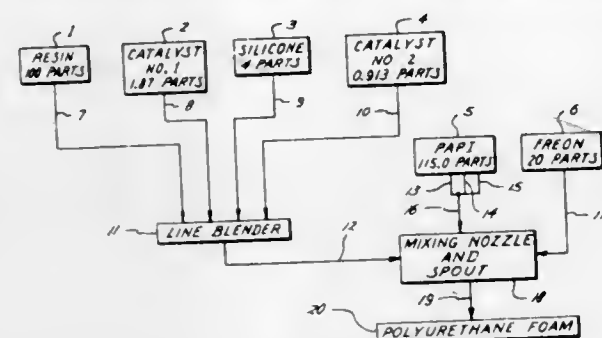 1
2
3
4
RESIN
100 PARTS
CATALYST
NO. 1
1.87 PARTS
SILICONE
4 PARTS
CATALYST
NO 2
0.913 PARTS
7
8
9
10
5
6
PAPI
115.0 PARTS
FREON
20 PARTS
13
14
15
16
11
LINE BLENDER
12
MIXING NOZZLE
AND
SPOUT
19
18
20
POLYURETHANE FOAM